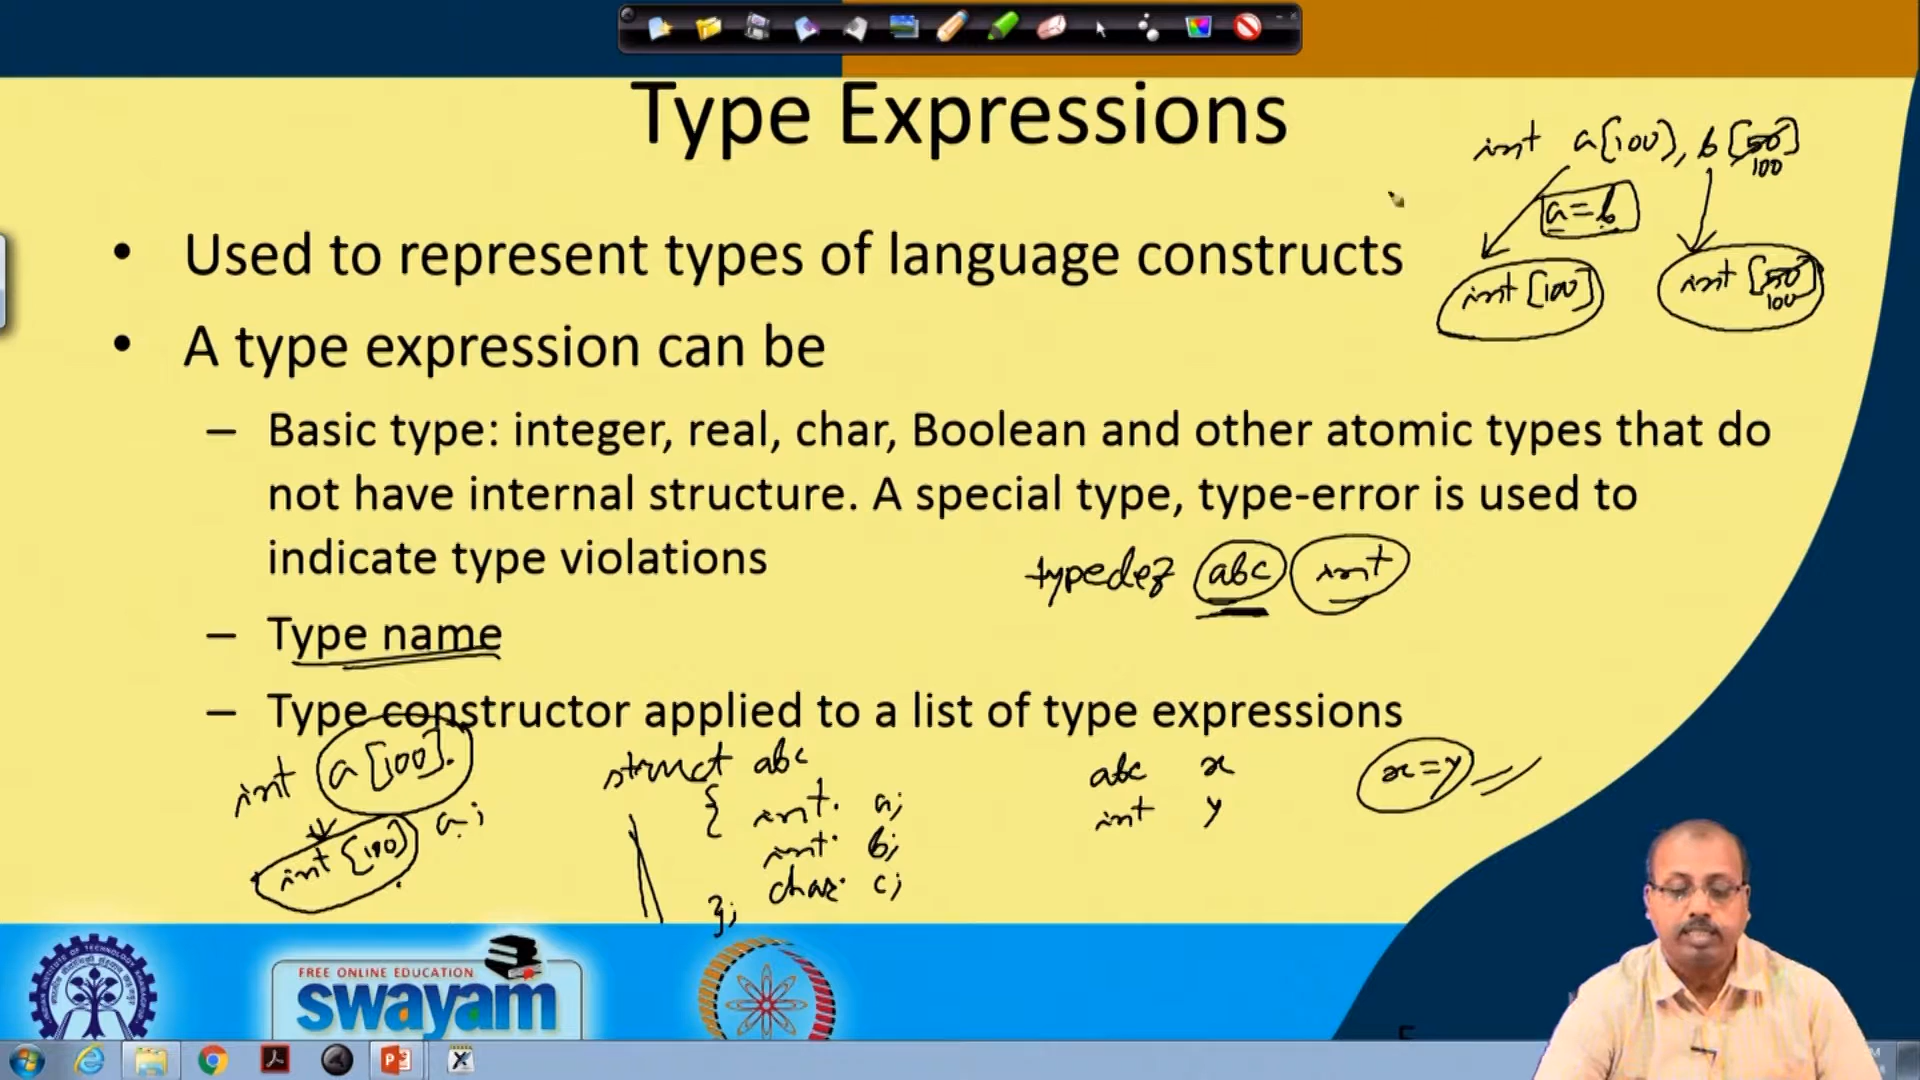 Type Expressions
int a[100], b[50]
100
a=b
• Used to represent types of language constructs
int [100]
int [50]
100
• A type expression can be
– Basic type: integer, real, char, Boolean and other atomic types that do
not have internal structure. A special type, type-error is used to
indicate type violations
typedef abc int
– Type name
– Type constructor applied to a list of type expressions
int a[100].
int [100] a;
struct abc
{ int a;
int b;
char c;
};
abc x
int y
x=y
FREE ONLINE EDUCATION
swayam